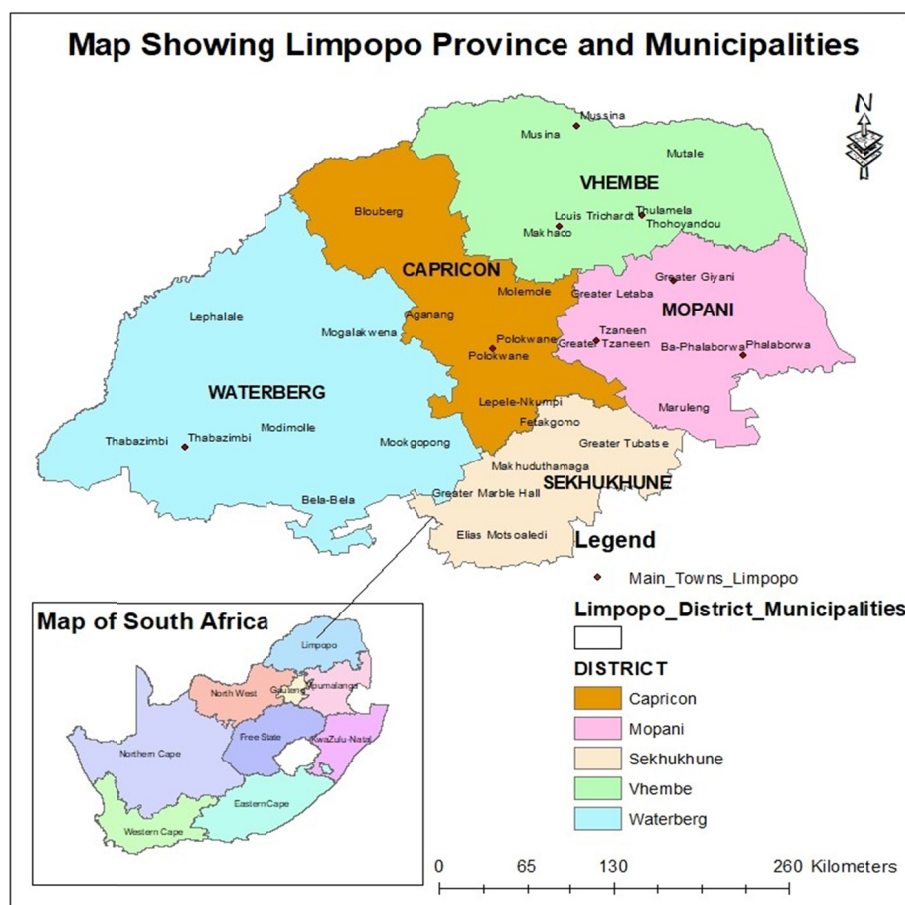 Map Showing Limpopo Province and Municipalities
N
Mussina
Musina
Mutale
VHEMBE
Louis Trichardt
Thulamela
Thohoyandou
Makhado
Blouberg
CAPRICON
Molemole
Aganang
Polokwane
Polokwane
Lepele-Nkumpi
Greater Giyani
Greater Letaba
MOPANI
Tzaneen
Greater Tzaneen
Ba-Phalaborwa
Phalaborwa
Maruleng
Lephalale
Mogalakwena
WATERBERG
Modimolle
Thabazimbi
Thabazimbi
Mookgopong
Bela-Bela
Fetakgomo
Greater Tubatse
Makhuduthamaga
SEKHUKHUNE
Greater Marble Hall
Elias Motsoaledi
Legend
Main_Towns_Limpopo
Limpopo_District_Municipalities
DISTRICT
Capricon
Mopani
Sekhukhune
Vhembe
Waterberg
Map of South Africa
Limpopo
North West
Gauteng
Mpumalanga
Free State
KwaZulu-Natal
Northern Cape
EasternCape
Western Cape
0 65 130 260 Kilometers